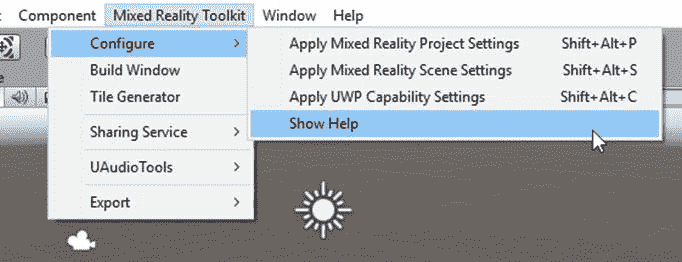 Component Mixed Reality Toolkit Window Help
Configure > Apply Mixed Reality Project Settings Shift+Alt+P
Build Window Apply Mixed Reality Scene Settings Shift+Alt+S
Tile Generator Apply UWP Capability Settings Shift+Alt+C
Sharing Service > Show Help
UAudioTools >
Export >